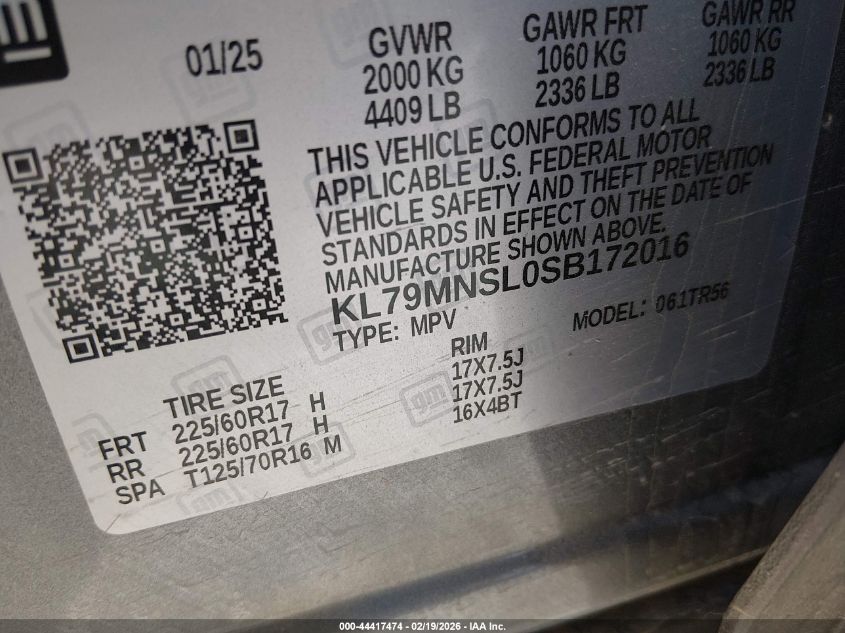 01/25
GVWR
2000 KG
4409 LB
GAWR FRT
1060 KG
2336 LB
GAWR RR
1060 KG
2336 LB
THIS VEHICLE CONFORMS TO ALL
APPLICABLE U.S. FEDERAL MOTOR
VEHICLE SAFETY AND THEFT PREVENTION
STANDARDS IN EFFECT ON THE DATE OF
MANUFACTURE SHOWN ABOVE.
KL79MNSL0SB172016
TYPE: MPV MODEL: 061TR56
TIRE SIZE RIM
FRT 225/60R17 H 17X7.5J
RR 225/60R17 H 17X7.5J
SPA T125/70R16 M 16X4BT
gm
000-44417474 - 02/19/2026 - IAA Inc.